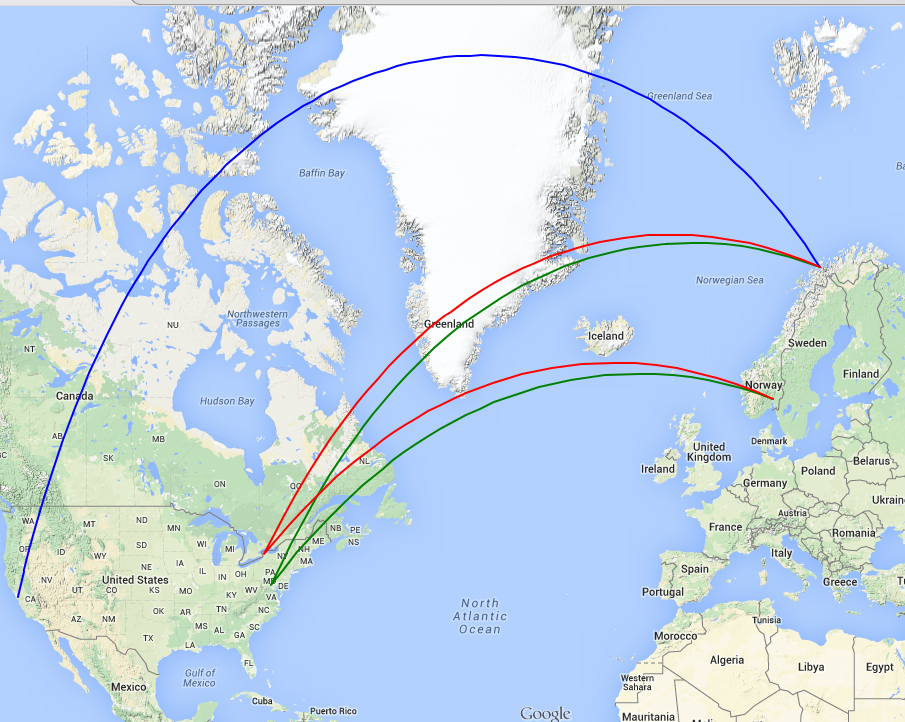 Greenland Sea
Ba
Baffin Bay
Norwegian Sea
NU
Northwestern
Passages
Greenland
Iceland
Sweden
NT
Finland
Norway
Canada
Hudson Bay
AB
MB
Denmark
United
Kingdom
Ireland
Belarus
Poland
SK
NL
Germany
ON
QC
Ukraine
Austria
WA
MT
ND
MN
NB
PE
France
Romania
ME
NS
OR
ID
WY
SD
WI
MI
NY
NH
MA
Italy
Spain
NE
IA
IL
IN
OH
PA
MD
DE
Greece
Tu
Portugal
NV
UT
United States
CO
KS
MO
KY
WV
VA
CA
North
Atlantic
Ocean
AZ
NM
OK
AR
TN
NC
Tunisia
Morocco
MS
AL
GA
SC
TX
LA
Algeria
Libya
Egypt
FL
Gulf of
Mexico
Western
Sahara
Mexico
Cuba
Puerto Rico
Google
Mauritania